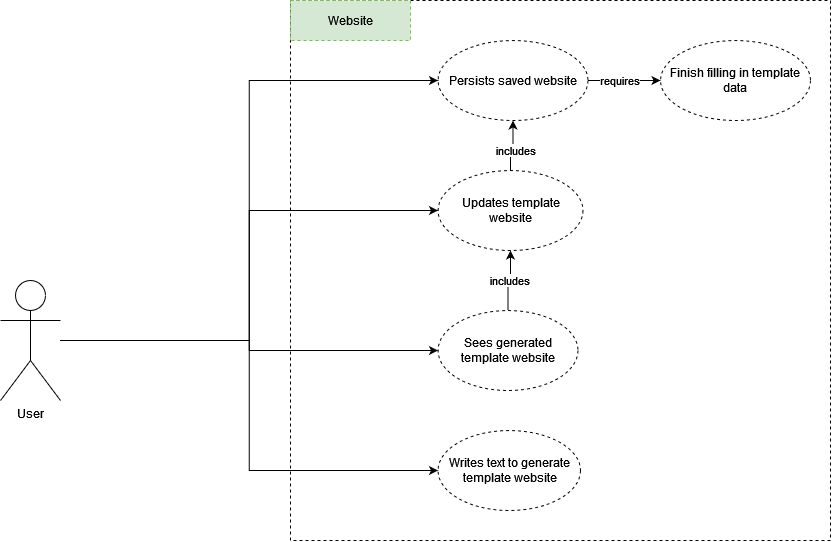 Website
Persists saved website
requires
Finish filling in template
data
includes
Updates template
website
includes
Sees generated
template website
User
Writes text to generate
template website